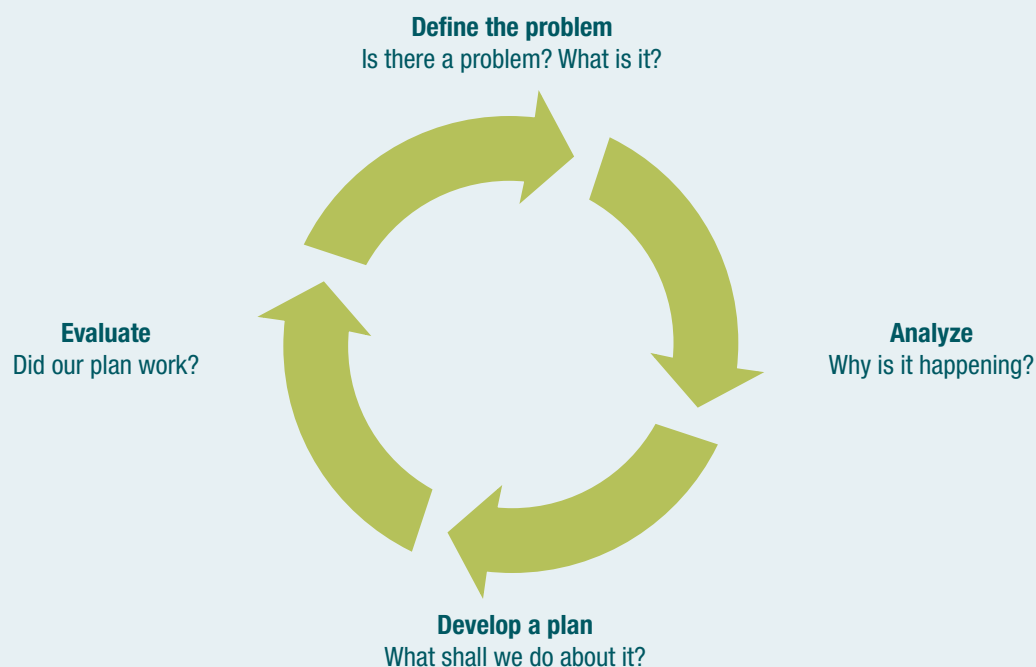 Define the problem
Is there a problem? What is it?
Analyze
Why is it happening?
Develop a plan
What shall we do about it?
Evaluate
Did our plan work?